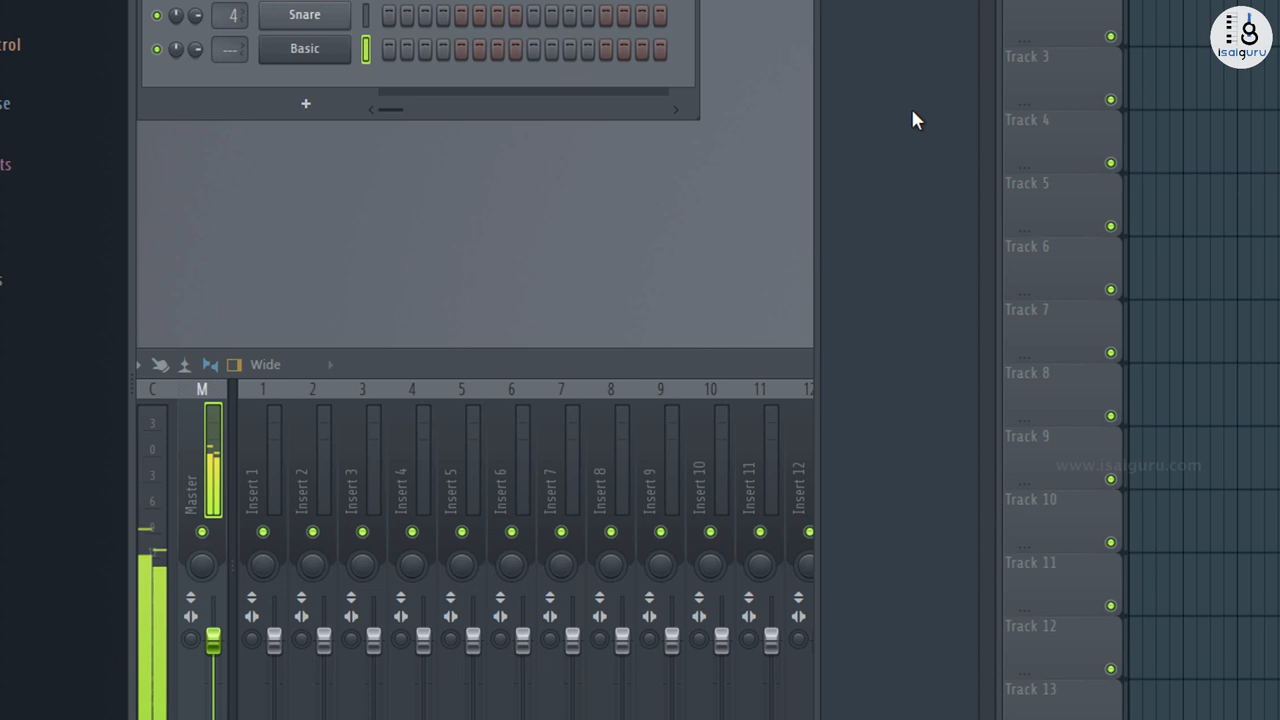 4 Snare
--- Basic
+
rol
se
ts
s
Wide
C M 1 2 3 4 5 6 7 8 9 10 11 12
3
0
3
6
9
Master
Insert 1
Insert 2
Insert 3
Insert 4
Insert 5
Insert 6
Insert 7
Insert 8
Insert 9
Insert 10
Insert 11
Insert 12
Track 3
Track 4
Track 5
Track 6
Track 7
Track 8
Track 9
Track 10
Track 11
Track 12
Track 13
isaiguru
www.isaiguru.com